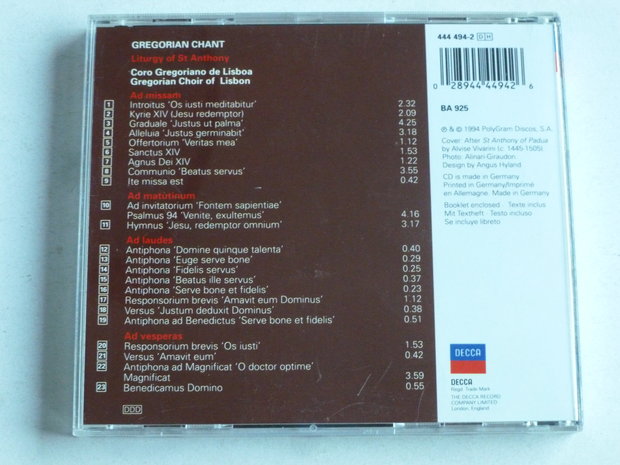 GREGORIAN CHANT
Liturgy of St Anthony
Coro Gregoriano de Lisboa
Gregorian Choir of Lisbon
Ad missam
1 Introitus 'Os iusti meditabitur' 2.32
2 Kyrie XIV (Jesu redemptor) 2.09
3 Graduale 'Justus ut palma' 4.25
4 Alleluia 'Justus germinabit' 3.18
5 Offertorium 'Veritas mea' 1.12
6 Sanctus XIV 1.53
7 Agnus Dei XIV 1.22
8 Communio 'Beatus servus' 3.55
9 Ite missa est 0.42
Ad matutinum
10 Ad invitatorium 'Fontem sapientiae'
Psalmus 94 'Venite, exultemus' 4.16
11 Hymnus 'Jesu, redemptor omnium' 3.17
Ad laudes
12 Antiphona 'Domine quinque talenta' 0.40
13 Antiphona 'Euge serve bone' 0.29
14 Antiphona 'Fidelis servus' 0.25
15 Antiphona 'Beatus ille servus' 0.37
16 Antiphona 'Serve bone et fidelis' 0.23
17 Responsorium brevis 'Amavit eum Dominus' 1.12
18 Versus 'Justum deduxit Dominus' 0.38
19 Antiphona ad Benedictus 'Serve bone et fidelis' 0.51
Ad vesperas
20 Responsorium brevis 'Os iusti' 1.53
21 Versus 'Amavit eum' 0.42
22 Antiphona ad Magnificat 'O doctor optime'
Magnificat 3.59
23 Benedicamus Domino 0.55
DDD
444 494-2 DH
0 28944 44942 6
BA 925
℗ & © 1994 PolyGram Discos, S.A.
Cover: After St Anthony of Padua
by Alvise Vivarini (c. 1445-1505)
Photo: Alinari-Giraudon
Design by Angus Hyland
CD is made in Germany
Printed in Germany/Imprimé
en Allemagne. Made in Germany
Booklet enclosed Texte inclus
Mit Textheft Testo incluso
Se incluye libreto
DECCA
DECCA
Regd. Trade Mark
THE DECCA RECORD
COMPANY LIMITED
London, England